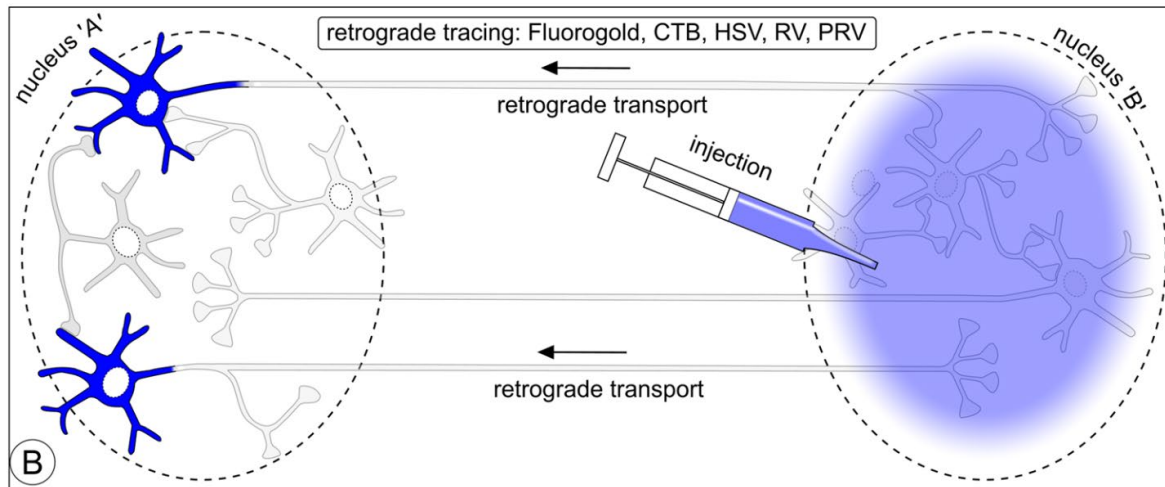 retrograde tracing: Fluorogold, CTB, HSV, RV, PRV
nucleus 'A'
nucleus 'B'
retrograde transport
injection
retrograde transport
B